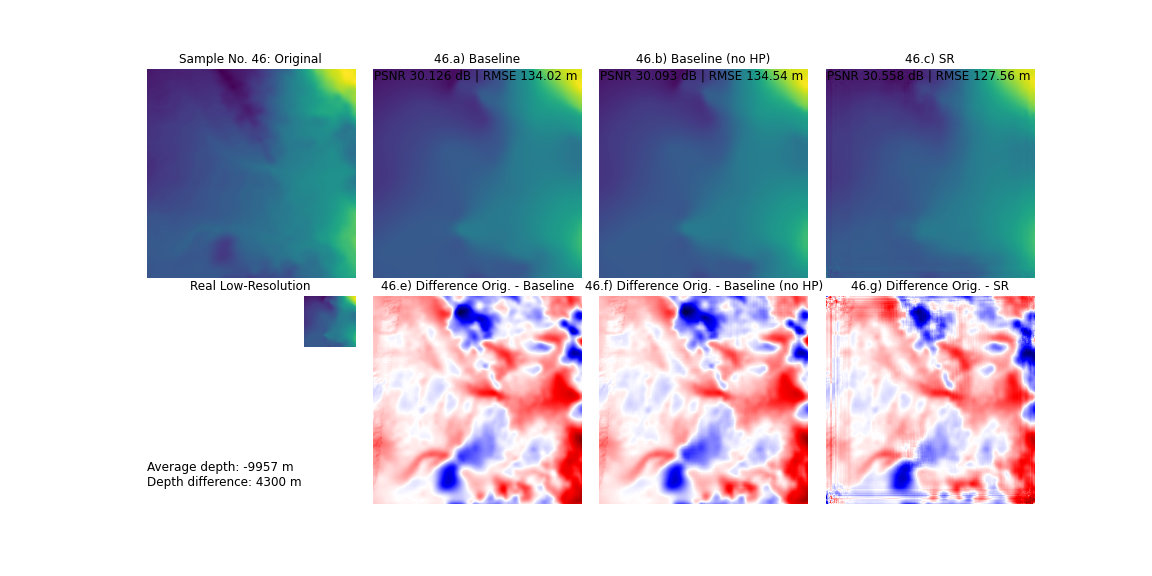 Sample No. 46: Original
46.a) Baseline
46.b) Baseline (no HP)
46.c) SR
PSNR 30.126 dB | RMSE 134.02 m
PSNR 30.093 dB | RMSE 134.54 m
PSNR 30.558 dB | RMSE 127.56 m
Real Low-Resolution
46.e) Difference Orig. - Baseline
46.f) Difference Orig. - Baseline (no HP)
46.g) Difference Orig. - SR
Average depth: -9957 m
Depth difference: 4300 m